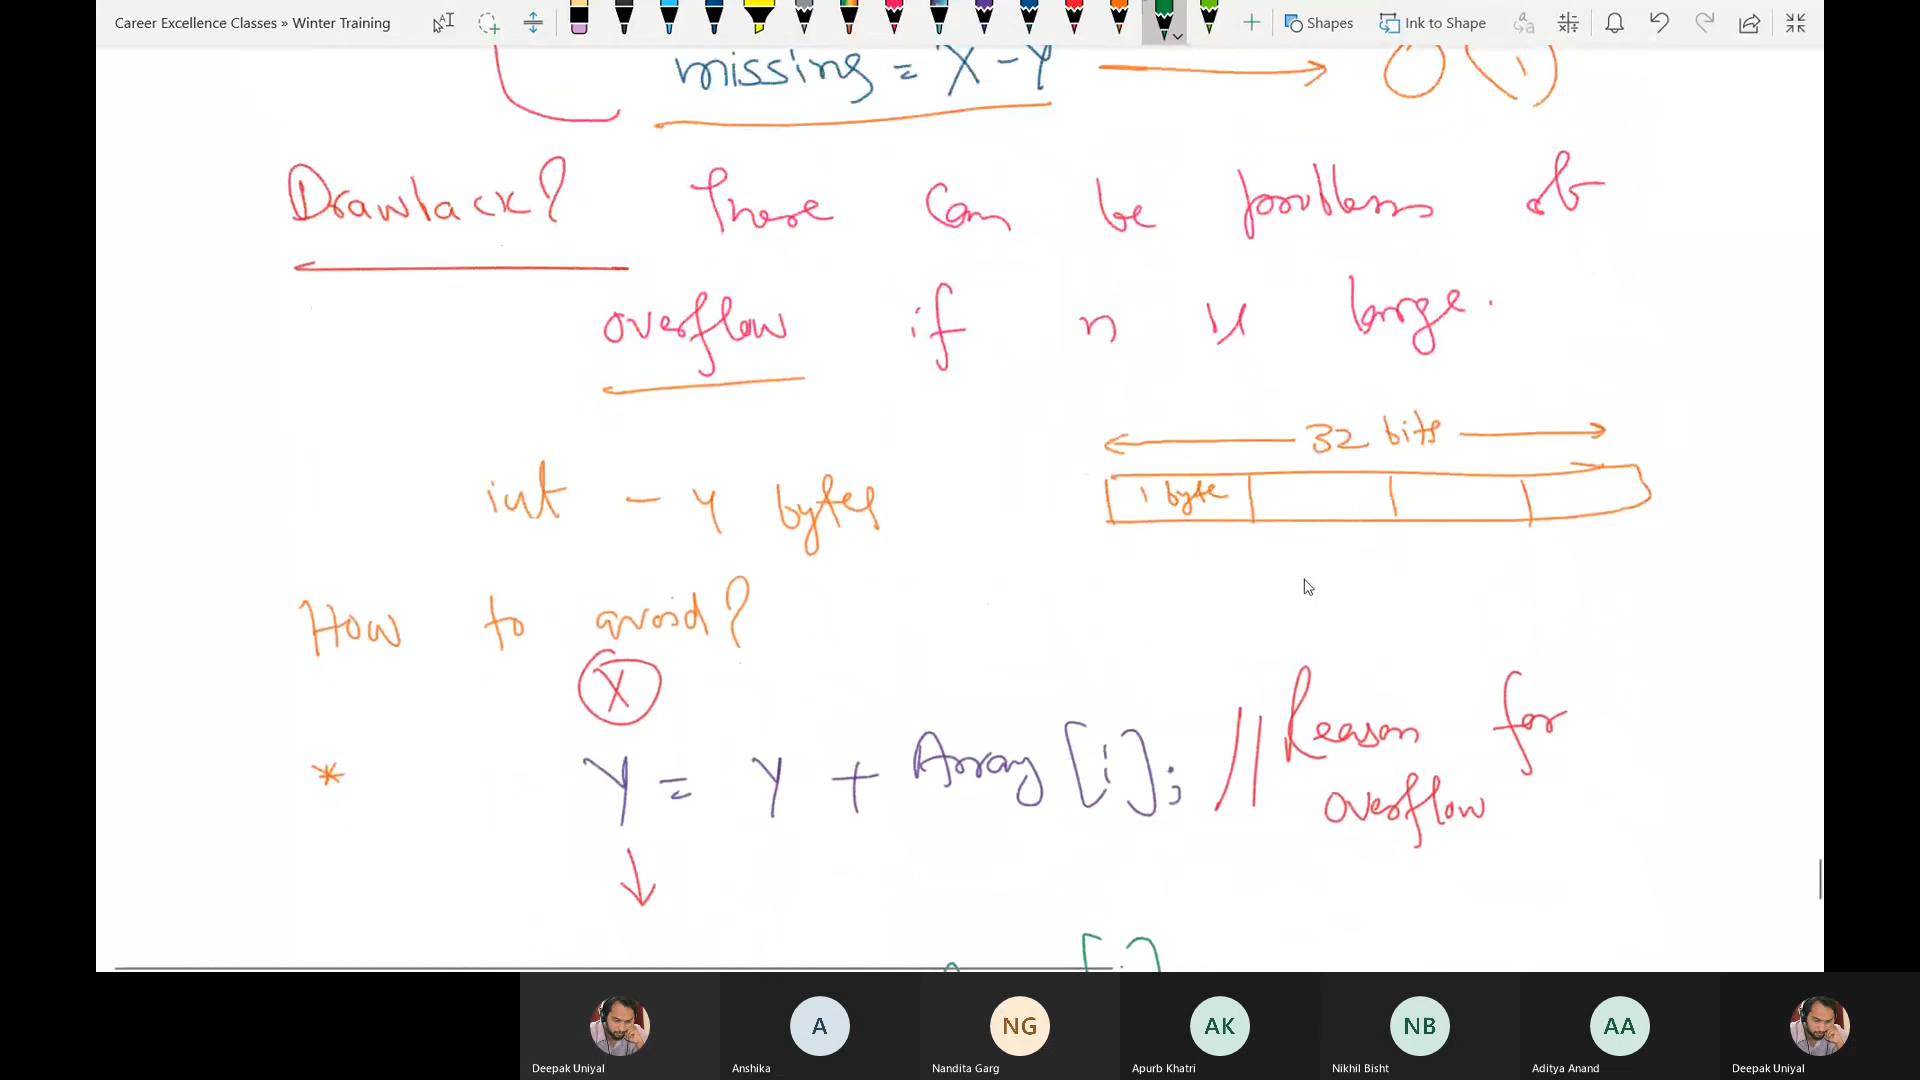 Career Excellence Classes » Winter Training
Shapes
Ink to Shape
missing = X - Y → O(1)
Drawback? There can be problems of
overflow if n is large.
32 bits
int - 4 bytes
1 byte
How to avoid?
X
* Y = Y + Array [i]; // Reason for
overflow
Deepak Uniyal
A
Anshika
NG
Nandita Garg
AK
Apurb Khatri
NB
Nikhil Bisht
AA
Aditya Anand
Deepak Uniyal